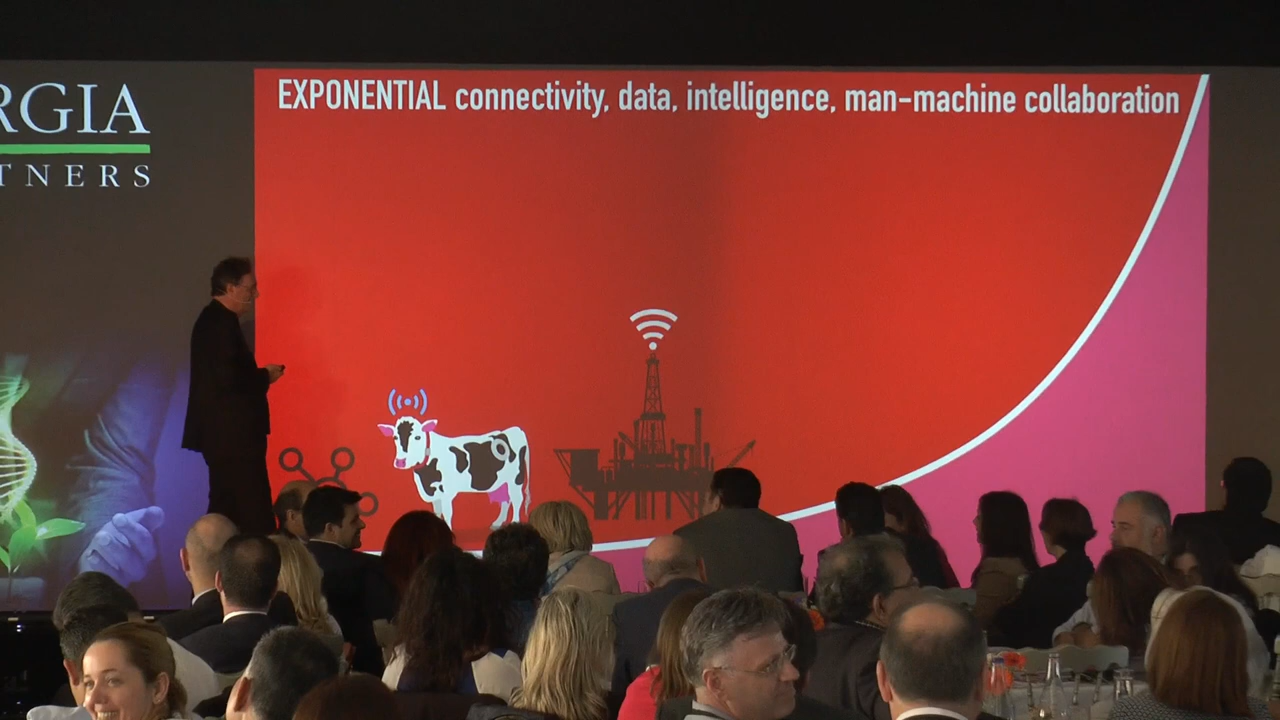 EXPONENTIAL connectivity, data, intelligence, man-machine collaboration
RGIA
TNERS